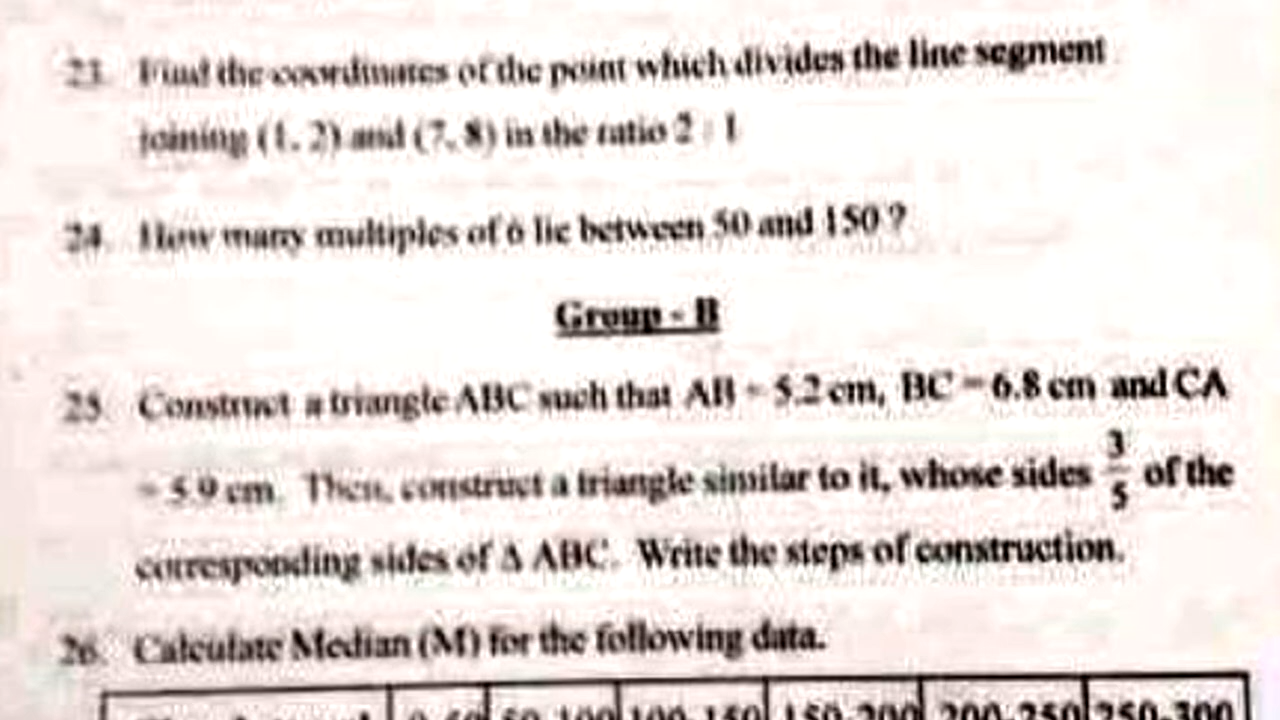 23. Find the coordinates of the point which divides the line segment
joining (1, 2) and (7, 8) in the ratio 2 : 1
24. How many multiples of 6 lie between 50 and 150 ?
Group - B
25. Construct a triangle ABC such that AB = 5.2 cm, BC = 6.8 cm and CA
= 5.9 cm. Then, construct a triangle similar to it, whose sides 3/5 of the
corresponding sides of Δ ABC. Write the steps of construction.
26. Calculate Median (M) for the following data.
0-50 50-100 100-150 150-200 200-250 250-300